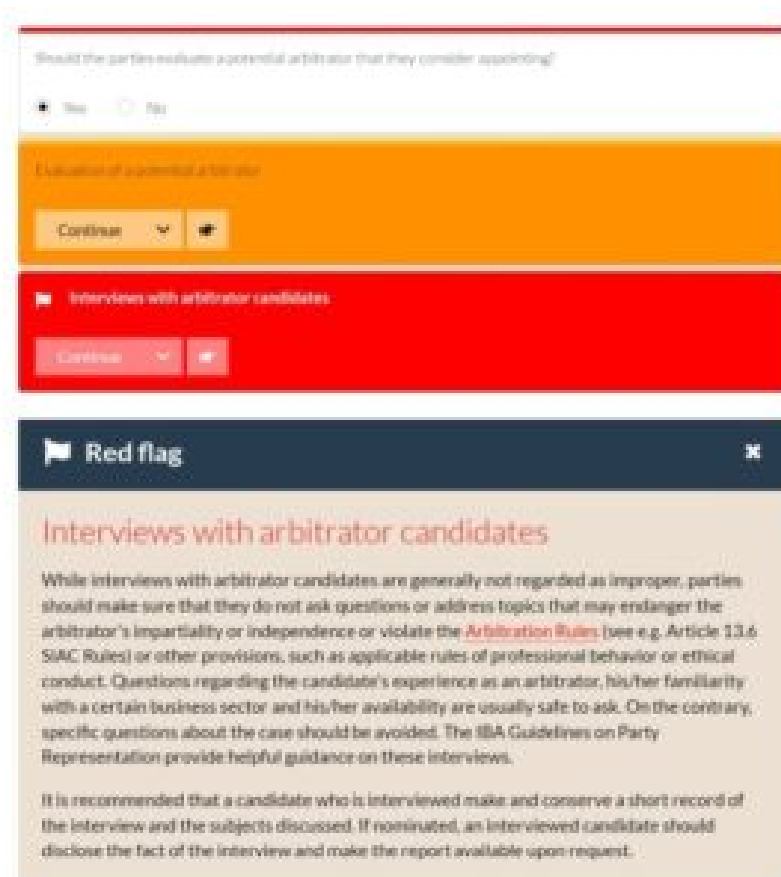 Should the parties evaluate a potential arbitrator that they consider appointing?
Yes No
Evaluation of a potential arbitrator
Continue
Interviews with arbitrator candidates
Continue
Red flag
Interviews with arbitrator candidates
While interviews with arbitrator candidates are generally not regarded as improper, parties
should make sure that they do not ask questions or address topics that may endanger the
arbitrator's impartiality or independence or violate the Arbitration Rules (see e.g. Article 13.6
SIAC Rules) or other provisions, such as applicable rules of professional behavior or ethical
conduct. Questions regarding the candidate's experience as an arbitrator, his/her familiarity
with a certain business sector and his/her availability are usually safe to ask. On the contrary,
specific questions about the case should be avoided. The IBA Guidelines on Party
Representation provide helpful guidance on these interviews.
It is recommended that a candidate who is interviewed make and conserve a short record of
the interview and the subjects discussed. If nominated, an interviewed candidate should
disclose the fact of the interview and make the report available upon request.